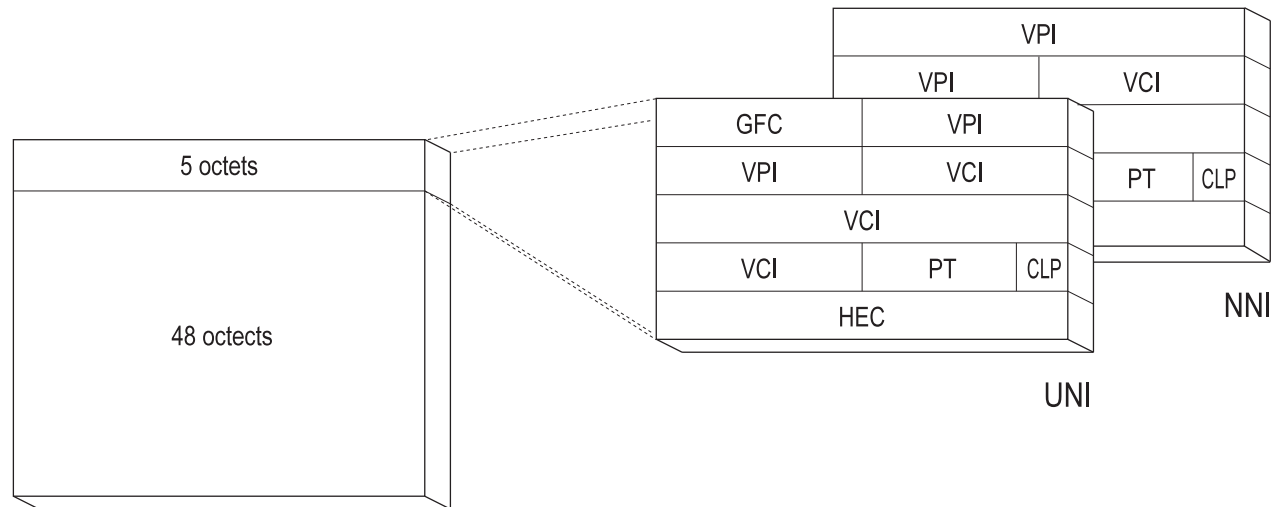 5 octets
48 octects
GFC VPI
VPI VCI
VCI
VCI PT CLP
HEC
UNI
VPI
VPI VCI
PT CLP
NNI